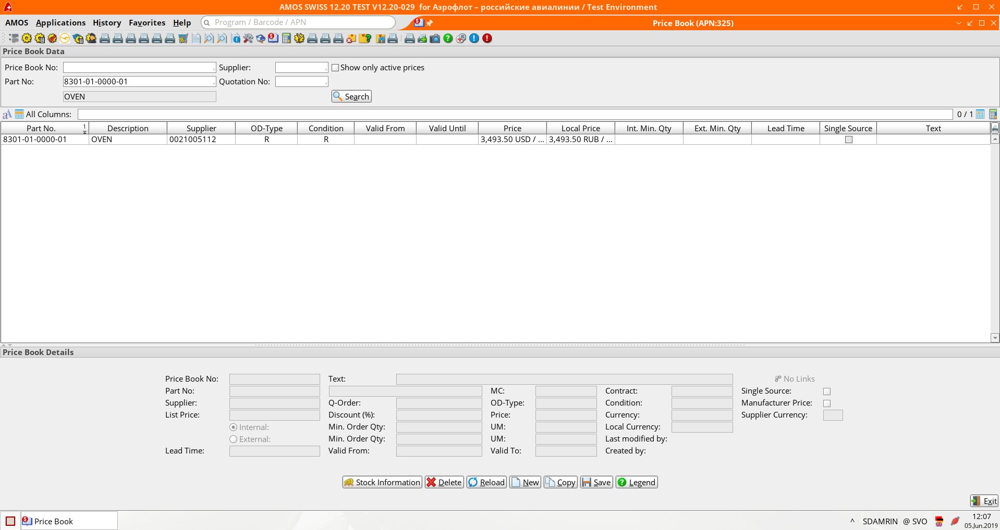 AMOS SWISS 12.20 TEST V12.20-029 for Аэрофлот – российские авиалинии / Test Environment
AMOS Applications History Favorites Help Program / Barcode / APN
Price Book (APN:325)
Price Book Data
Price Book No: Supplier: Show only active prices
Part No: 8301-01-0000-01 Quotation No:
OVEN Search
All Columns: 0 / 1
Part No. 1 Description Supplier OD-Type Condition Valid From Valid Until Price Local Price Int. Min. Qty Ext. Min. Qty Lead Time Single Source Text
8301-01-0000-01 OVEN 0021005112 R R 3,493.50 USD / ... 3,493.50 RUB / ...
Price Book Details
Price Book No: Text: No Links
Part No: MC: Contract: Single Source:
Supplier: Q-Order: OD-Type: Condition: Manufacturer Price:
List Price: Discount (%): Price: Currency: Supplier Currency:
Internal: Min. Order Qty: UM: Local Currency:
External: Min. Order Qty: UM: Last modified by:
Lead Time: Valid From: Valid To: Created by:
Stock Information Delete Reload New Copy Save Legend
Exit
Price Book ^ SDAMRIN @ SVO 12:07
05.Jun.2019